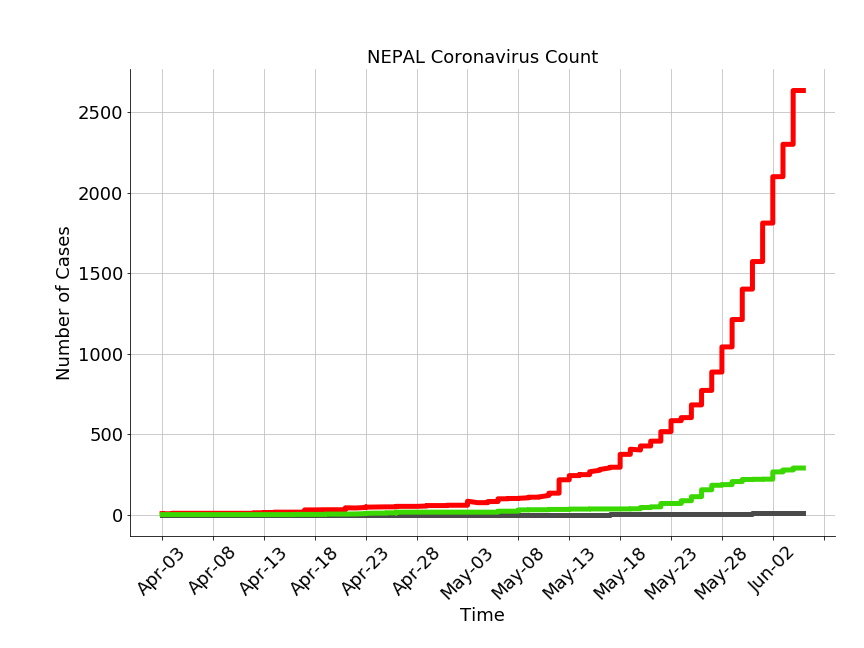 NEPAL Coronavirus Count
Number of Cases
2500
2000
1500
1000
500
0
Apr-03
Apr-08
Apr-13
Apr-18
Apr-23
Apr-28
May-03
May-08
May-13
May-18
May-23
May-28
Jun-02
Time